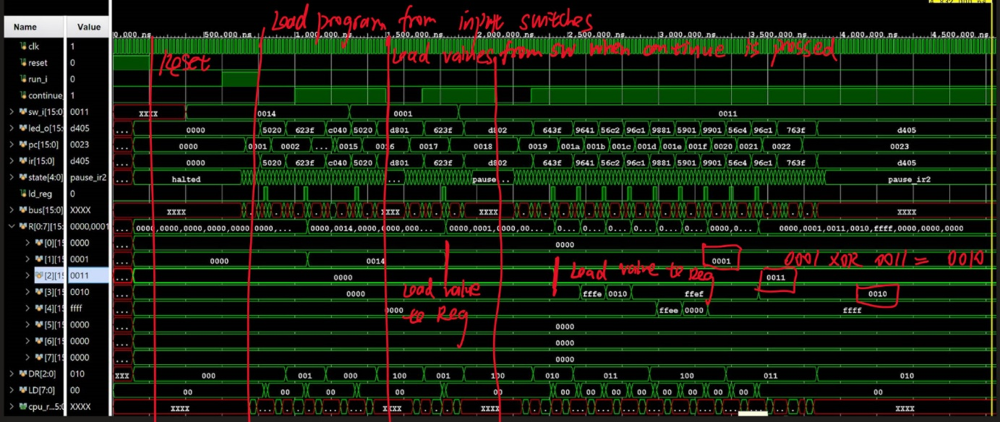 4,832,000 ns
Load program from input switches
Name Value
0,000 ns 500,000 ns 1,000,000 ns 1,500,000 ns 2,000,000 ns 2,500,000 ns 3,000,000 ns 3,500,000 ns 4,000,000 ns 4,500,000 ns
clk 1
Load values from SW when continue is pressed
reset 0
Reset
run_i 0
continue_ 1
sw_i[15:0] 0011 XXXX 0014 0001 0011
led_o[15: d405 ... 0000 5020 623f c040 5020 d801 623f d802 643f 9641 56c2 96c1 9881 5901 9901 56c4 96c1 763f d405
pc[15:0] 0023 ... 0000 0001 0002 ... 0015 0016 0017 0018 0019 001a 001b 001c 001d 001e 001f 0020 0021 0022 0023
ir[15:0] d405 ... 0000 5020 623f c040 5020 d801 623f d802 643f 9641 56c2 96c1 9881 5901 9901 56c4 96c1 763f d405
state[4:0] pause_ir2 ... halted ... pause... pause_ir2
ld_reg 0
bus[15:0] XXXX XXXX XXXX XXXX XXXX
R[0:7][15: 0000,0001 ... 0000,0000,0000,0000,0000,0000,... 0000,0014,0000,0000,000... 0000,0001,0000,00... 0... 0... 0... 0... 0... 0000,0... 0000,0001,0011,0010,ffff,0000,0000,0000
[0][15 0000 ... 0000
[1][15 0001 ... 0000 0014 0001
0001 XOR 0011 = 0010
[2][15 0011 ... 0000 0011
Load value to Reg
[3][15 0010 ... 0000 fffe 0010 ffef 0010
Load value
[4][15 ffff ... 0000 ffee 0000 ffff
to Reg
[5][15 0000 ... 0000
[6][15 0000 ... 0000
[7][15 0000 ... 0000
DR[2:0] 010 XXX 000 001 000 100 001 100 010 011 100 011 010
LD[7:0] 00 ... 00 00 00 00 00 00 00 00 00 00 00 00 00 00 00
cpu_r...5:0 XXXX XXXX XXXX XXXX XXXX